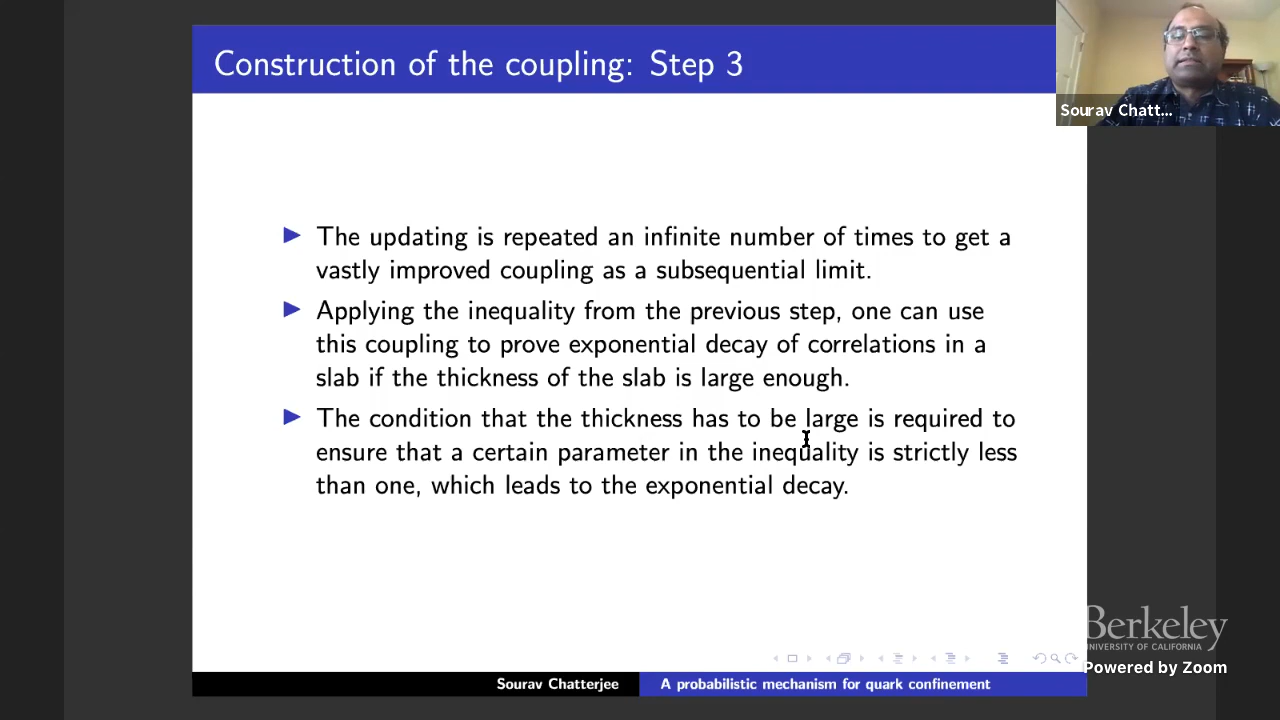 Construction of the coupling: Step 3
Sourav Chatt...
The updating is repeated an infinite number of times to get a
vastly improved coupling as a subsequential limit.
Applying the inequality from the previous step, one can use
this coupling to prove exponential decay of correlations in a
slab if the thickness of the slab is large enough.
The condition that the thickness has to be large is required to
ensure that a certain parameter in the inequality is strictly less
than one, which leads to the exponential decay.
Berkeley
UNIVERSITY OF CALIFORNIA
Powered by Zoom
Sourav Chatterjee
A probabilistic mechanism for quark confinement